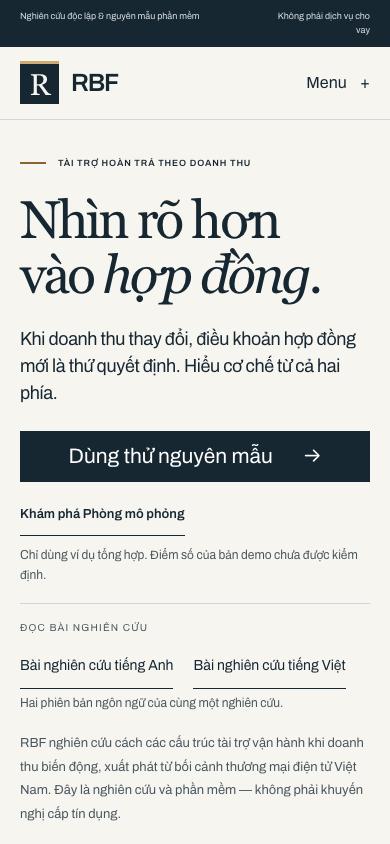 Nghiên cứu độc lập & nguyên mẫu phần mềm
Không phải dịch vụ cho
vay
R RBF
Menu +
TÀI TRỢ HOÀN TRẢ THEO DOANH THU
Nhìn rõ hơn
vào hợp đồng.
Khi doanh thu thay đổi, điều khoản hợp đồng
mới là thứ quyết định. Hiểu cơ chế từ cả hai
phía.
Dùng thử nguyên mẫu →
Khám phá Phòng mô phỏng
Chỉ dùng ví dụ tổng hợp. Điểm số của bản demo chưa được kiểm
định.
ĐỌC BÀI NGHIÊN CỨU
Bài nghiên cứu tiếng Anh Bài nghiên cứu tiếng Việt
Hai phiên bản ngôn ngữ của cùng một nghiên cứu.
RBF nghiên cứu cách các cấu trúc tài trợ vận hành khi doanh
thu biến động, xuất phát từ bối cảnh thương mại điện tử Việt
Nam. Đây là nghiên cứu và phần mềm — không phải khuyến
nghị cấp tín dụng.